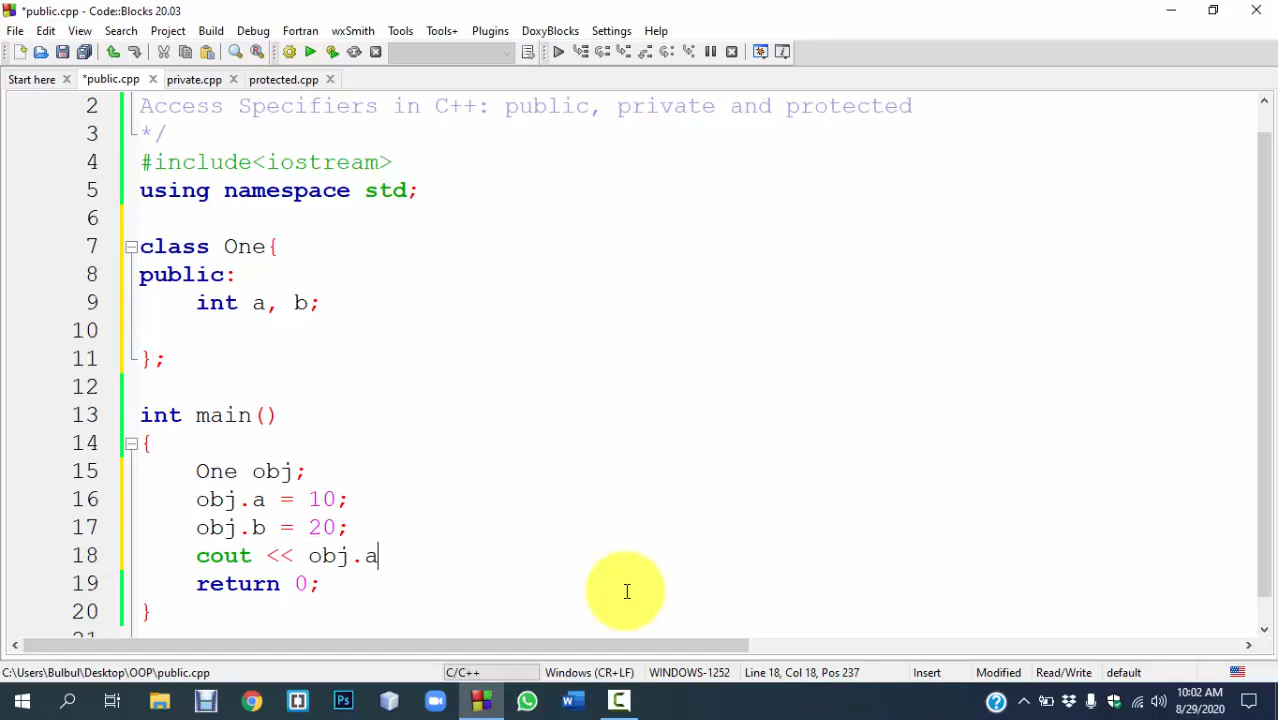 *public.cpp - Code::Blocks 20.03
File Edit View Search Project Build Debug Fortran wxSmith Tools Tools+ Plugins DoxyBlocks Settings Help
Start here *public.cpp private.cpp protected.cpp
2 Access Specifiers in C++: public, private and protected
3 */
4 #include<iostream>
5 using namespace std;
6
7 class One{
8 public:
9 int a, b;
10
11 };
12
13 int main()
14 {
15 One obj;
16 obj.a = 10;
17 obj.b = 20;
18 cout << obj.a
19 return 0;
20 }
C:\Users\Bulbul\Desktop\OOP\public.cpp C/C++ Windows (CR+LF) WINDOWS-1252 Line 18, Col 18, Pos 237 Insert Modified Read/Write default
Ps
10:02 AM
8/29/2020